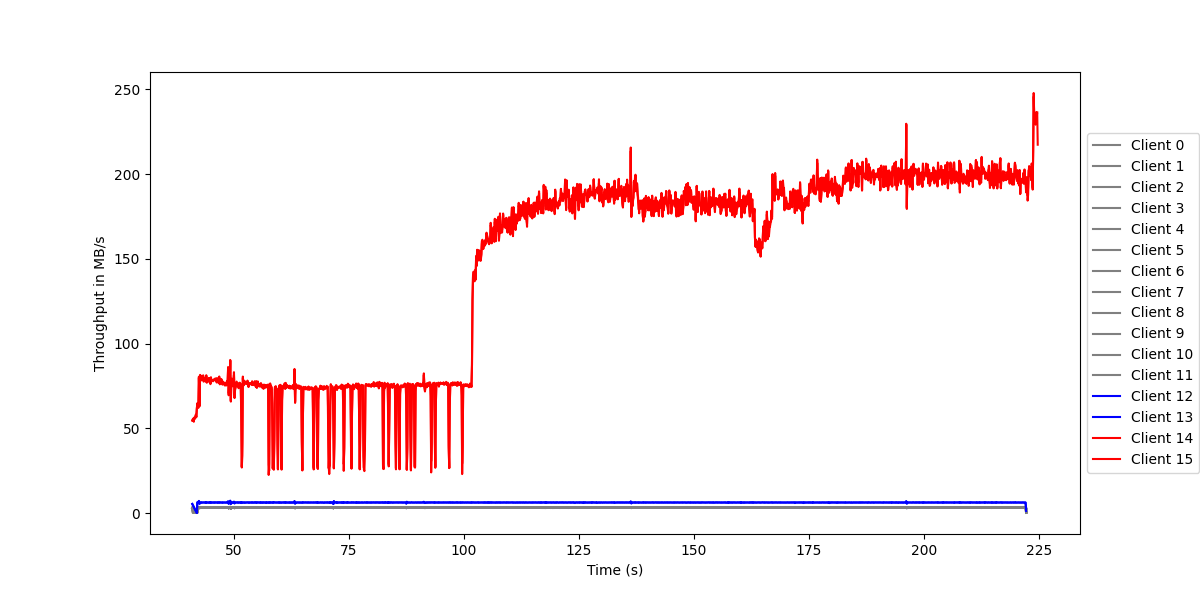 Throughput in MB/s
250
200
150
100
50
0
50
75
100
125
150
175
200
225
Time (s)
Client 0
Client 1
Client 2
Client 3
Client 4
Client 5
Client 6
Client 7
Client 8
Client 9
Client 10
Client 11
Client 12
Client 13
Client 14
Client 15